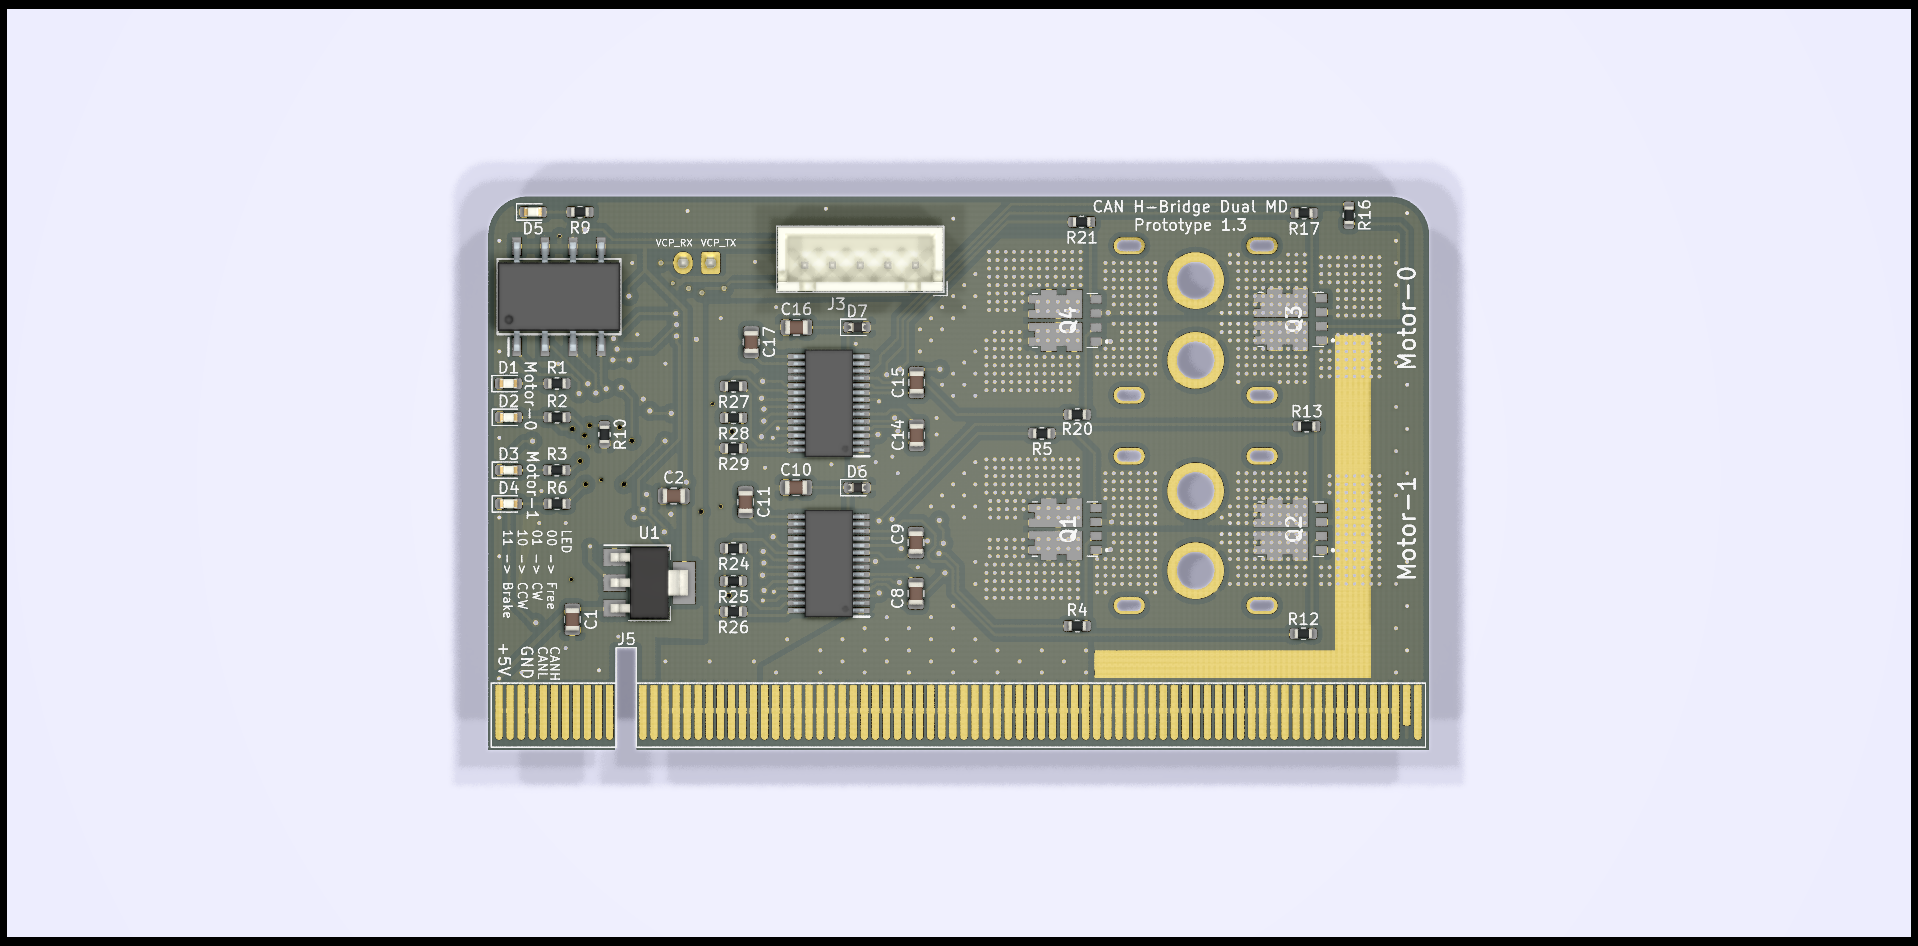 CAN H-Bridge Dual MD
Prototype 1.3
D5
R9
VCP_RX
VCP_TX
R21
R17
R16
J3
C16
D7
C17
Q4
Q3
Motor-0
D1
R1
D2
R2
Motor-0
R10
R27
R28
R29
C15
C14
R20
R5
R13
D3
R3
D4
R6
Motor-1
C2
C10
D6
C11
Q1
Q2
Motor-1
U1
LED
00 --> Free
01 --> CW
10 --> CCW
11 --> Brake
R24
R25
R26
C9
C8
R4
R12
C1
J5
+5V
GND
CANL
CANH